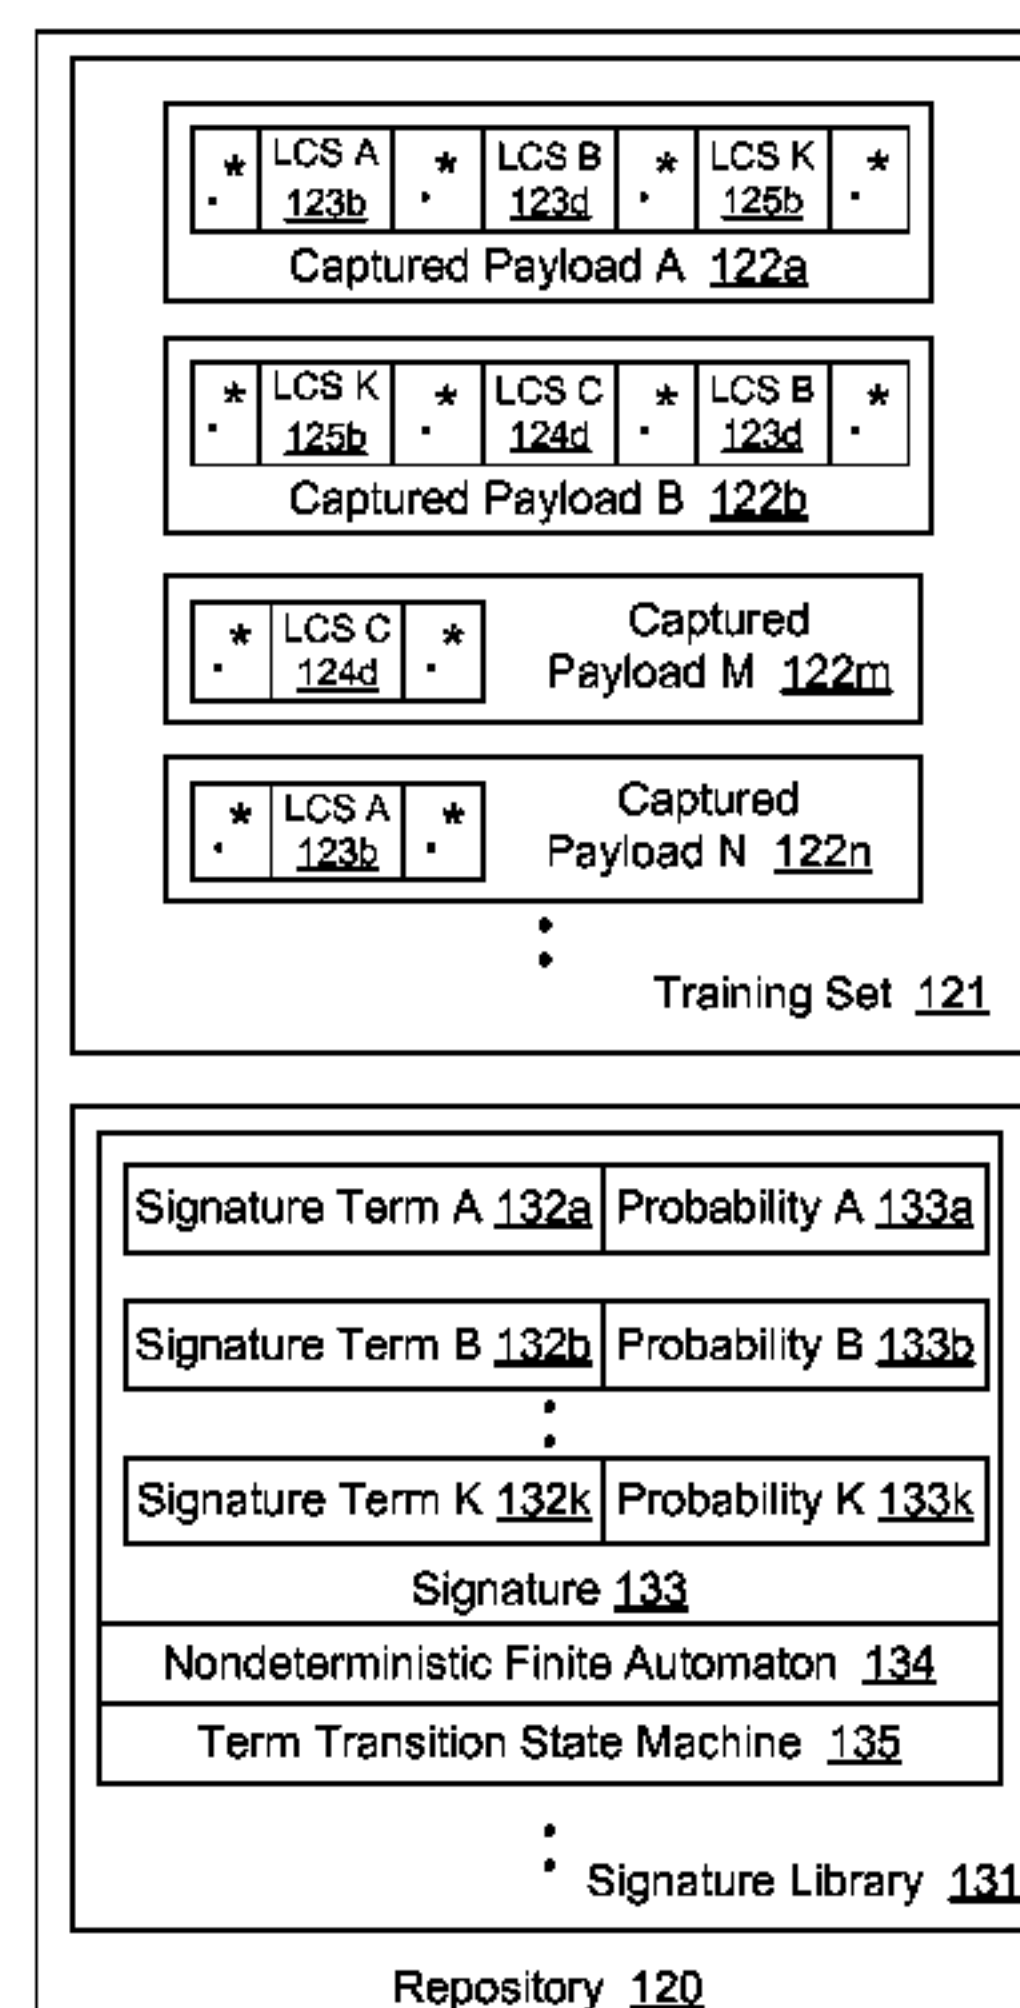 .* LCS A .* LCS B .* LCS K .*
123b 123d 125b
Captured Payload A 122a
.* LCS K .* LCS C .* LCS B .*
125b 124d 123d
Captured Payload B 122b
.* LCS C .*
124d
Captured
Payload M 122m
.* LCS A .*
123b
Captured
Payload N 122n
Training Set 121
Signature Term A 132a Probability A 133a
Signature Term B 132b Probability B 133b
Signature Term K 132k Probability K 133k
Signature 133
Nondeterministic Finite Automaton 134
Term Transition State Machine 135
Signature Library 131
Repository 120